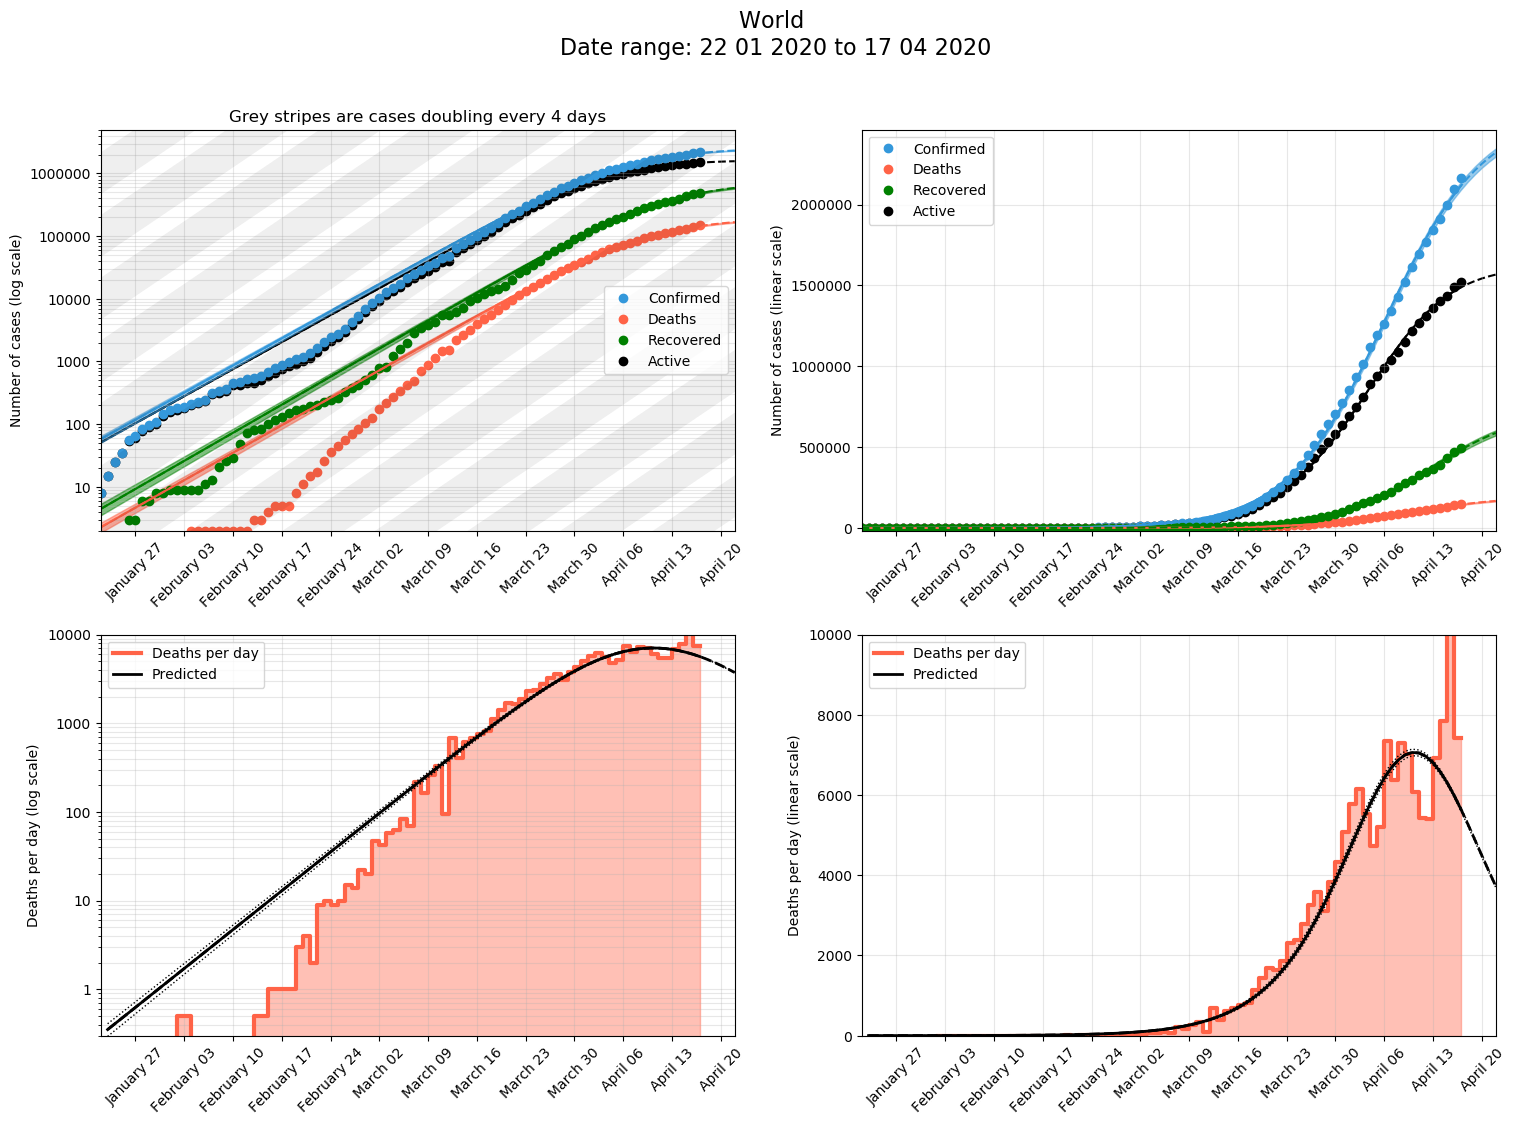 World
Date range: 22 01 2020 to 17 04 2020
Grey stripes are cases doubling every 4 days
Number of cases (log scale)
1000000
100000
10000
1000
100
10
Confirmed
Deaths
Recovered
Active
January 27
February 03
February 10
February 17
February 24
March 02
March 09
March 16
March 23
March 30
April 06
April 13
April 20
Number of cases (linear scale)
2000000
1500000
1000000
500000
0
Confirmed
Deaths
Recovered
Active
January 27
February 03
February 10
February 17
February 24
March 02
March 09
March 16
March 23
March 30
April 06
April 13
April 20
Deaths per day (log scale)
10000
1000
100
10
1
Deaths per day
Predicted
January 27
February 03
February 10
February 17
February 24
March 02
March 09
March 16
March 23
March 30
April 06
April 13
April 20
Deaths per day (linear scale)
10000
8000
6000
4000
2000
0
Deaths per day
Predicted
January 27
February 03
February 10
February 17
February 24
March 02
March 09
March 16
March 23
March 30
April 06
April 13
April 20